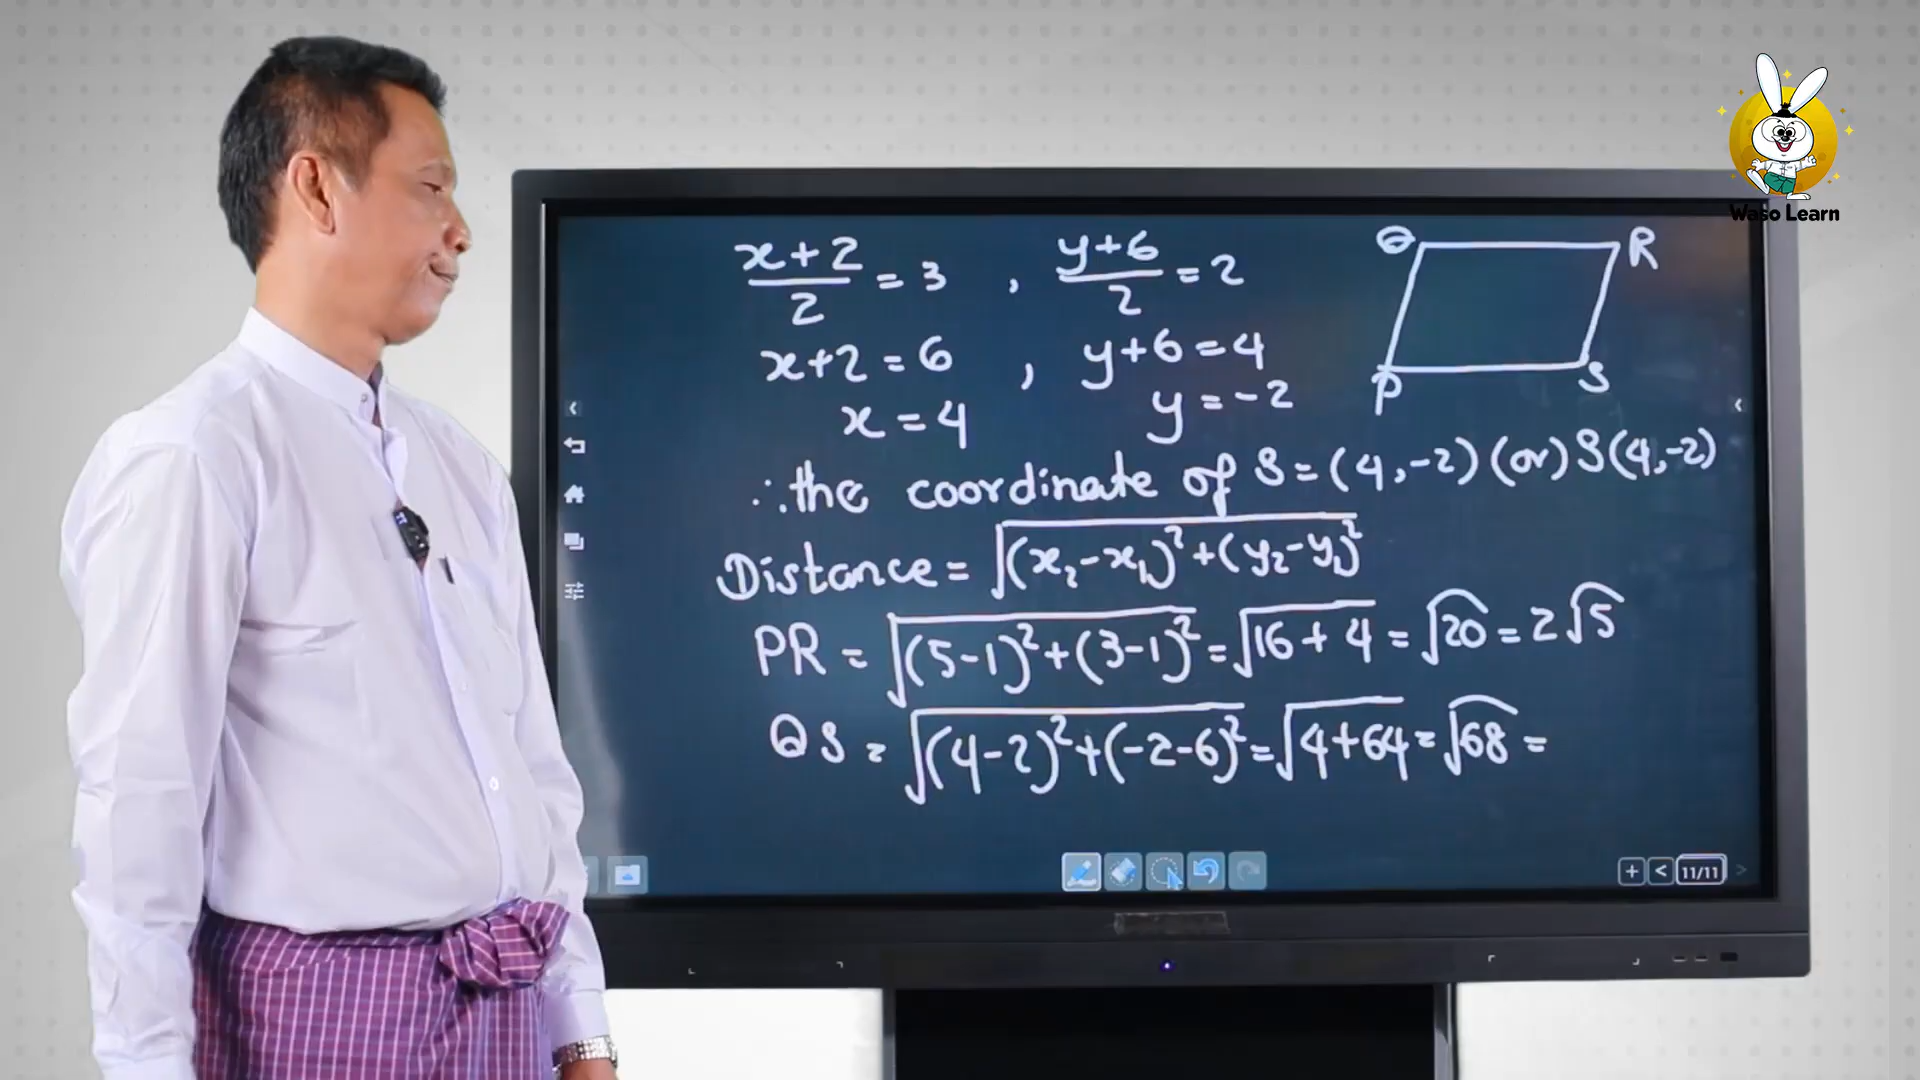 x+2/2 = 3 , y+6/2 = 2
x+2 = 6 , y+6 = 4
x = 4 y = -2
Q R
P S
∴ the coordinate of S = (4,-2) (or) S(4,-2)
Distance = √((x₂-x₁)²+(y₂-y₁)²)
PR = √((5-1)²+(3-1)²) = √(16+4) = √20 = 2√5
QS = √((4-2)²+(-2-6)²) = √(4+64) = √68 =
11/11
Waso Learn